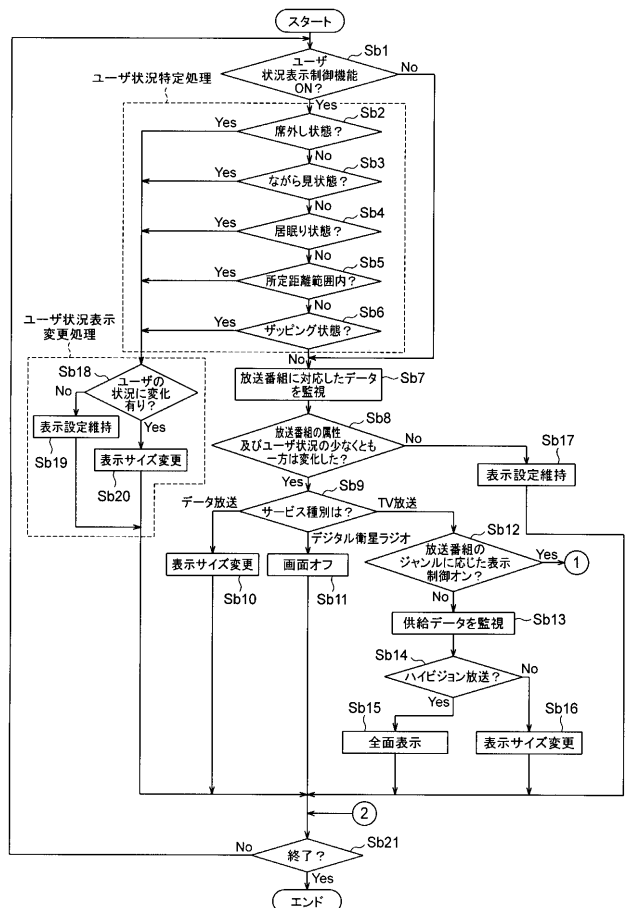 スタート
Sb1
ユーザ
状況表示制御機能
ON?
No
Yes
ユーザ状況特定処理
Sb2
席外し状態?
Yes
No
Sb3
ながら見状態?
Yes
No
Sb4
居眠り状態?
Yes
No
Sb5
所定距離範囲内?
Yes
No
Sb6
ザッピング状態?
Yes
No
ユーザ状況表示
変更処理
Sb18
ユーザの
状況に変化
有り?
No
Yes
表示設定維持
Sb19
表示サイズ変更
Sb20
放送番組に対応したデータ
を監視
Sb7
Sb8
放送番組の属性
及びユーザ状況の少なくとも
一方は変化した?
No
Yes
Sb17
表示設定維持
Sb9
サービス種別は?
データ放送
TV放送
デジタル衛星ラジオ
表示サイズ変更
Sb10
画面オフ
Sb11
Sb12
放送番組の
ジャンルに応じた表示
制御オン?
Yes
1
No
供給データを監視
Sb13
Sb14
ハイビジョン放送?
No
Yes
Sb15
全面表示
Sb16
表示サイズ変更
2
Sb21
終了?
No
Yes
エンド